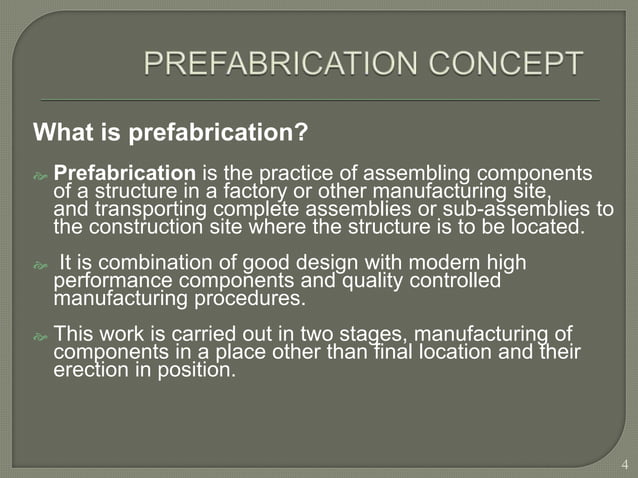 PREFABRICATION CONCEPT
What is prefabrication?
Prefabrication is the practice of assembling components
of a structure in a factory or other manufacturing site,
and transporting complete assemblies or sub-assemblies to
the construction site where the structure is to be located.
It is combination of good design with modern high
performance components and quality controlled
manufacturing procedures.
This work is carried out in two stages, manufacturing of
components in a place other than final location and their
erection in position.
4